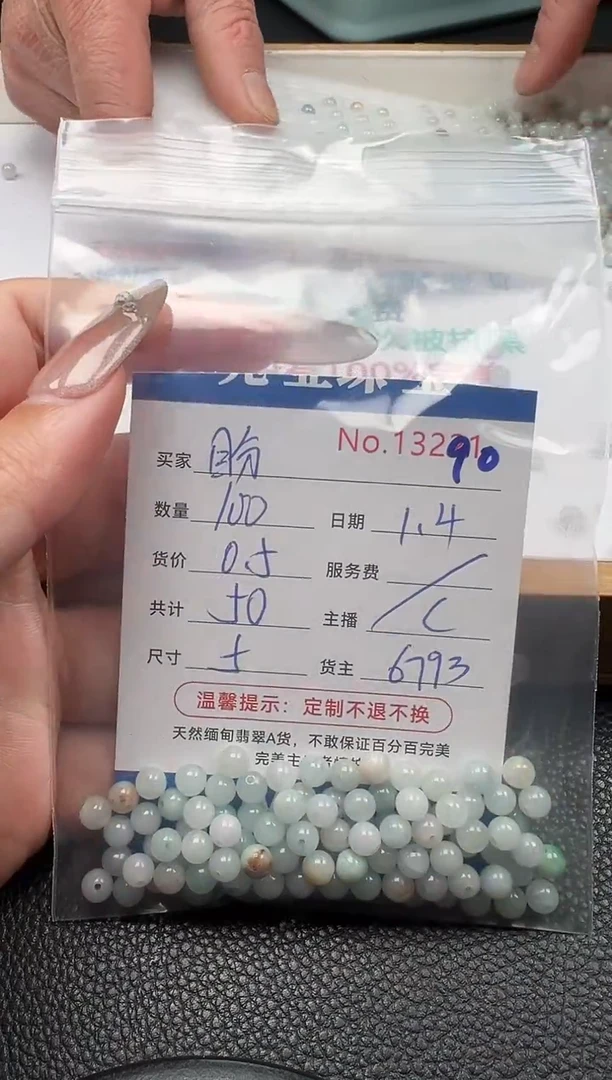 No.13221
90
买家 盼
数量 100 日期 1.4
货价 0.5 服务费 /
共计 50 主播 C
尺寸 5 货主 6793
温馨提示：定制不退不换
天然缅甸翡翠A货，不敢保证百分百完美